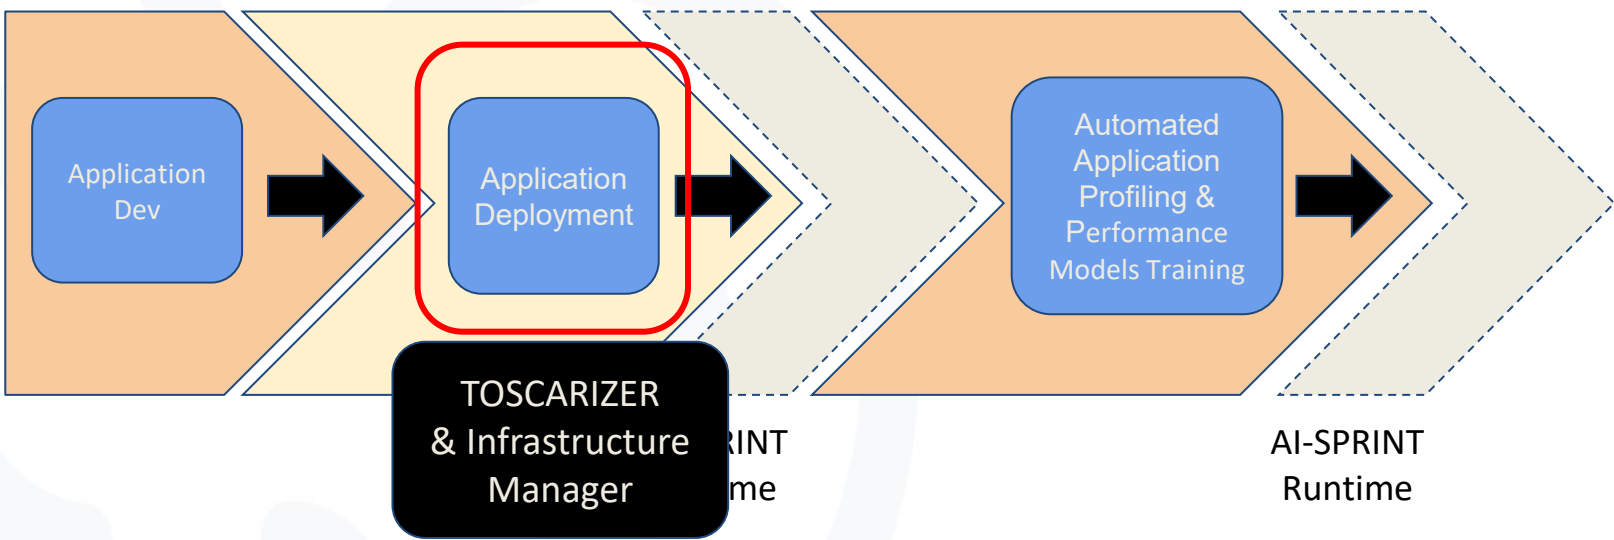 Application
Dev
Application
Deployment
Automated
Application
Profiling &
Performance
Models Training
TOSCARIZER
& Infrastructure
Manager
RINT
me
AI-SPRINT
Runtime